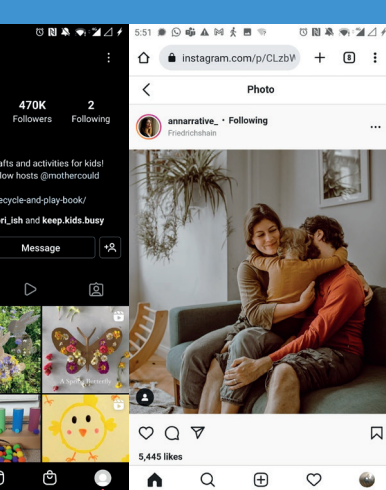 470K
2
Followers
Following
afts and activities for kids!
low hosts @mothercould
ecycle-and-play-book/
ri_ish and keep.kids.busy
Message
A Spring Butterfly
5:51
instagram.com/p/CLzbW
8
Photo
annarrative_ • Following
Friedrichshain
5,445 likes